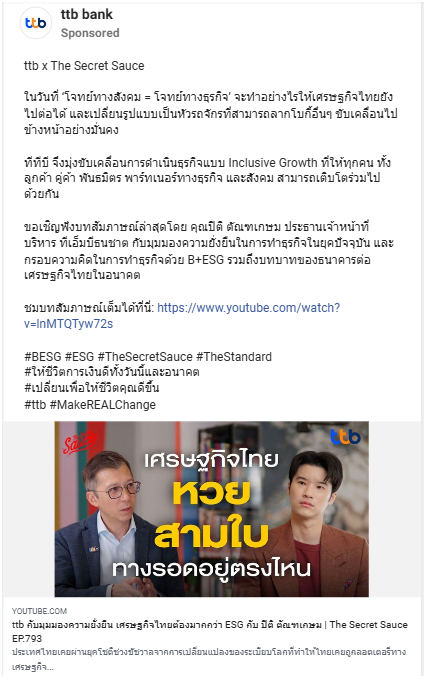 ttb
ttb bank
Sponsored
ttb x The Secret Sauce
ในวันที่ 'โจทย์ทางสังคม = โจทย์ทางธุรกิจ' จะทำอย่างไรให้เศรษฐกิจไทยยัง
ไปต่อได้ และเปลี่ยนรูปแบบเป็นหัวรถจักรที่สามารถลากโบกี้อื่นๆ ขับเคลื่อนไป
ข้างหน้าอย่างมั่นคง
ทีทีบี จึงมุ่งขับเคลื่อนการดำเนินธุรกิจแบบ Inclusive Growth ที่ให้ทุกคน ทั้ง
ลูกค้า คู่ค้า พันธมิตร พาร์ทเนอร์ทางธุรกิจ และสังคม สามารถเติบโตร่วมไป
ด้วยกัน
ขอเชิญฟังบทสัมภาษณ์ล่าสุดโดย คุณปิติ ตัณฑเกษม ประธานเจ้าหน้าที่
บริหาร ทีเอ็มบีธนชาต กับมุมมองความยั่งยืนในการทำธุรกิจในยุคปัจจุบัน และ
กรอบความคิดในการทำธุรกิจด้วย B+ESG รวมถึงบทบาทของธนาคารต่อ
เศรษฐกิจไทยในอนาคต
ชมบทสัมภาษณ์เต็มได้ที่นี่: https://www.youtube.com/watch?
v=lnMTQTyw72s
#BESG #ESG #TheSecretSauce #TheStandard
#ให้ชีวิตการเงินดีทั้งวันนี้และอนาคต
#เปลี่ยนเพื่อให้ชีวิตคุณดีขึ้น
#ttb #MakeREALChange
ttb
เศรษฐกิจไทย
หวย
สามใบ
ทางรอดอยู่ตรงไหน
YOUTUBE.COM
ttb กับมุมมองความยั่งยืน เศรษฐกิจไทยต้องมากกว่า ESG กับ ปิติ ตัณฑเกษม | The Secret Sauce
EP.793
ประเทศไทยเคยผ่านยุคโชติช่วงชัชวาลจากการเปลี่ยนแปลงของระเบียบโลกที่ทำให้ไทยเคยถูกลอตเตอรี่ทาง
เศรษฐกิจ...